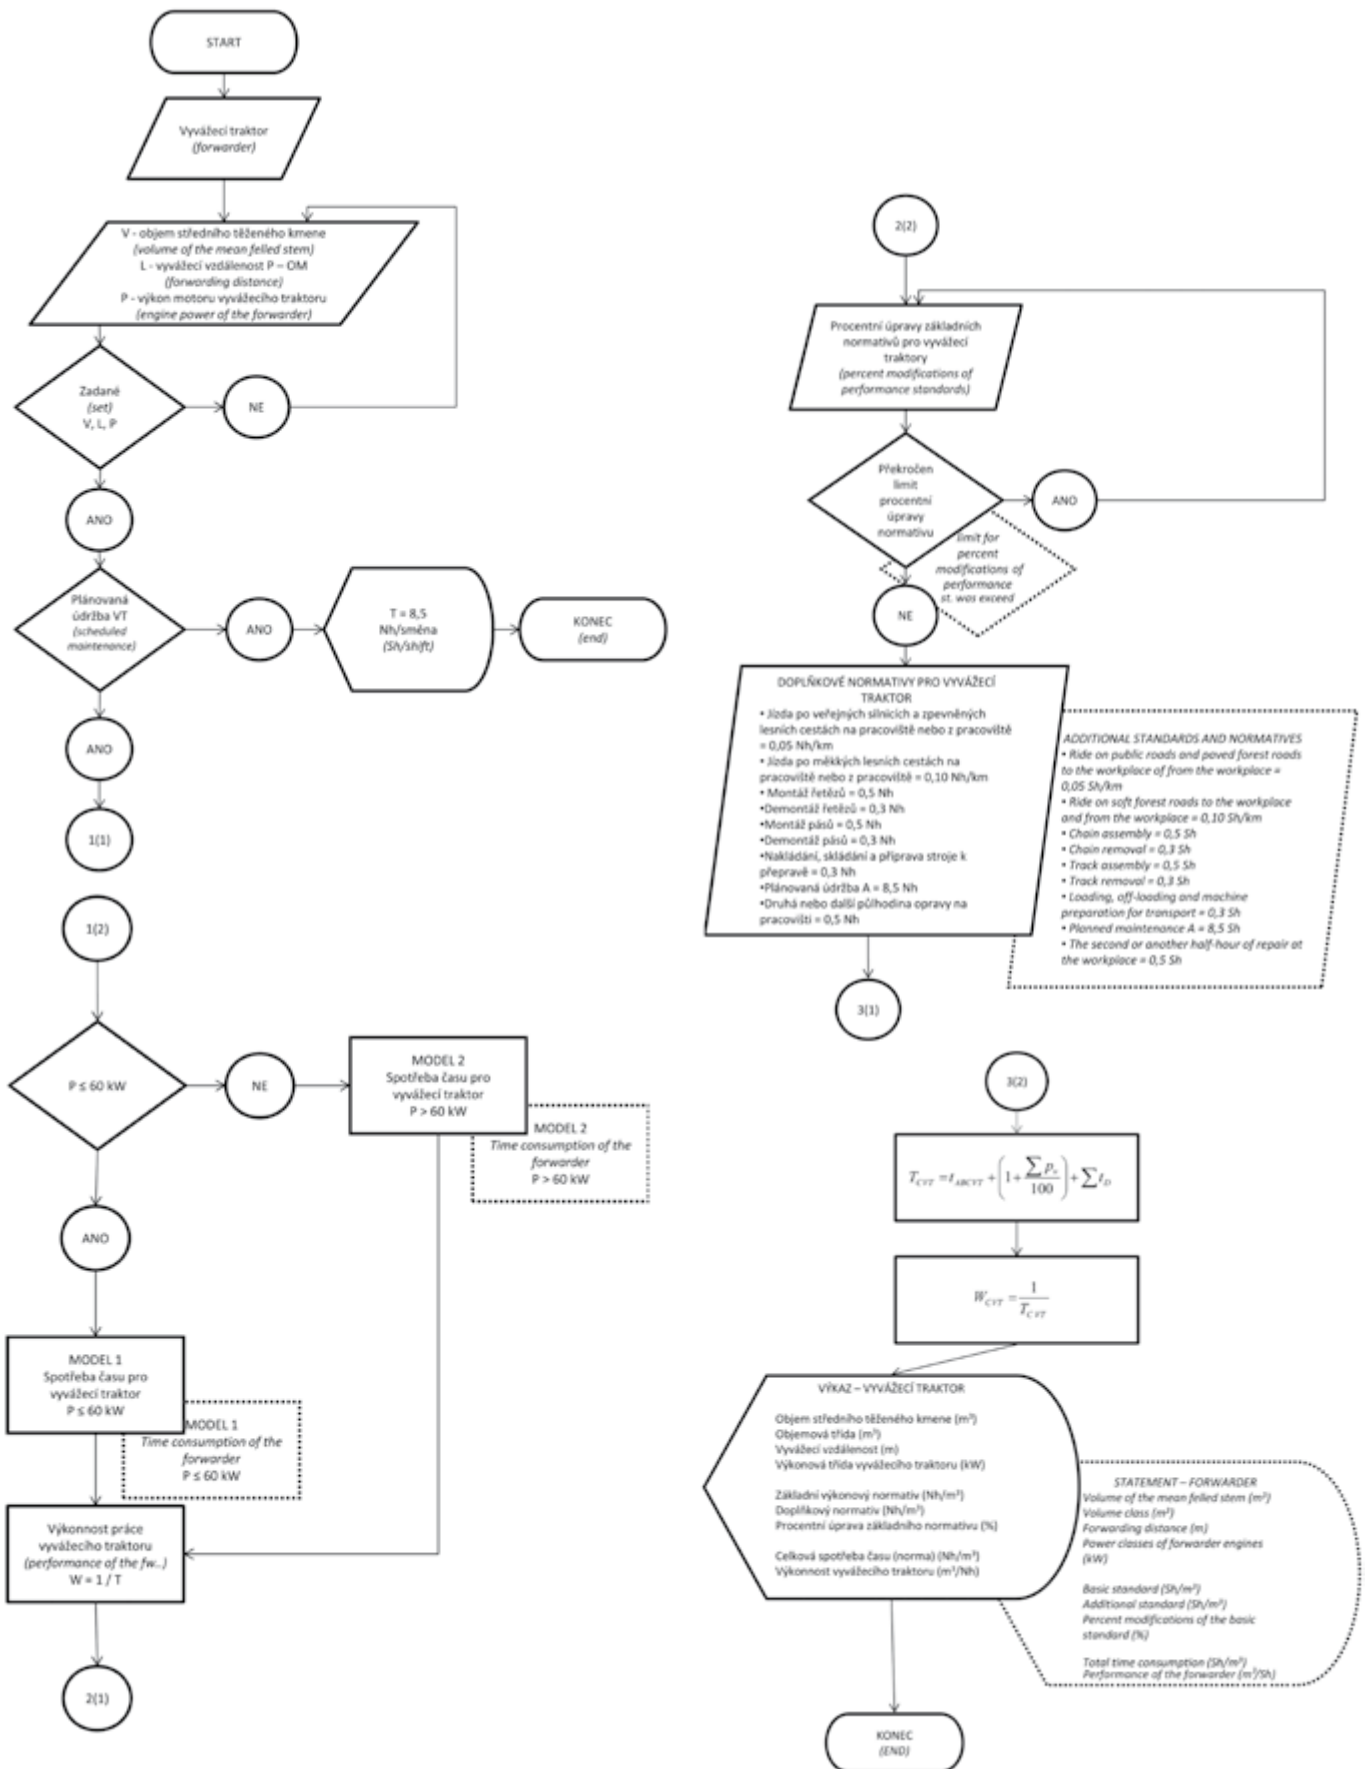 START
Vyvážecí traktor
(forwarder)
V - objem středního těženého kmene
(volume of the mean felled stem)
L - vyvážecí vzdálenost P – OM
(forwarding distance)
P - výkon motoru vyvážecího traktoru
(engine power of the forwarder)
Zadané
(set)
V, L, P
NE
ANO
Plánovaná
údržba VT
(scheduled
maintenance)
ANO
T = 8,5
Nh/směna
(Sh/shift)
KONEC
(end)
ANO
1(1)
1(2)
P ≤ 60 kW
NE
MODEL 2
Spotřeba času pro
vyvážecí traktor
P > 60 kW
MODEL 2
Time consumption of the
forwarder
P > 60 kW
ANO
MODEL 1
Spotřeba času pro
vyvážecí traktor
P ≤ 60 kW
MODEL 1
Time consumption of the
forwarder
P ≤ 60 kW
Výkonnost práce
vyvážecího traktoru
(performance of the fw...)
W = 1 / T
2(1)
2(2)
Procentní úpravy základních
normativů pro vyvážecí
traktory
(percent modifications of
performance standards)
Překročen
limit
procentní
úpravy
normativu
ANO
limit for
percent
modifications of
performance
st. was exceed
NE
DOPLŇKOVÉ NORMATIVY PRO VYVÁŽECÍ
TRAKTOR
• Jízda po veřejných silnicích a zpevněných
lesních cestách na pracoviště nebo z pracoviště
= 0,05 Nh/km
• Jízda po měkkých lesních cestách na
pracoviště nebo z pracoviště = 0,10 Nh/km
• Montáž řetězů = 0,5 Nh
•Demontáž řetězů = 0,3 Nh
•Montáž pásů = 0,5 Nh
•Demontáž pásů = 0,3 Nh
•Nakládání, skládání a příprava stroje k
přepravě = 0,3 Nh
•Plánovaná údržba A = 8,5 Nh
•Druhá nebo další půlhodina opravy na
pracovišti = 0,5 Nh
ADDITIONAL STANDARDS AND NORMATIVES
• Ride on public roads and paved forest roads
to the workplace of from the workplace =
0,05 Sh/km
• Ride on soft forest roads to the workplace
and from the workplace = 0,10 Sh/km
• Chain assembly = 0,5 Sh
• Chain removal = 0,3 Sh
• Track assembly = 0,5 Sh
• Track removal = 0,3 Sh
• Loading, off-loading and machine
preparation for transport = 0,3 Sh
• Planned maintenance A = 8,5 Sh
• The second or another half-hour of repair at
the workplace = 0,5 Sh
3(1)
3(2)
T_CVT = t_ABCVT + (1 + ∑p_v / 100) + ∑t_D
W_CVT = 1 / T_CVT
VÝKAZ – VYVÁŽECÍ TRAKTOR
Objem středního těženého kmene (m³)
Objemová třída (m³)
Vyvážecí vzdálenost (m)
Výkonová třída vyvážecího traktoru (kW)
Základní výkonový normativ (Nh/m³)
Doplňkový normativ (Nh/m³)
Procentní úprava základního normativu (%)
Celková spotřeba času (norma) (Nh/m³)
Výkonnost vyvážecího traktoru (m³/Nh)
STATEMENT – FORWARDER
Volume of the mean felled stem (m³)
Volume class (m³)
Forwarding distance (m)
Power classes of forwarder engines
(kW)
Basic standard (Sh/m³)
Additional standard (Sh/m³)
Percent modifications of the basic
standard (%)
Total time consumption (Sh/m³)
Performance of the forwarder (m³/Sh)
KONEC
(END)